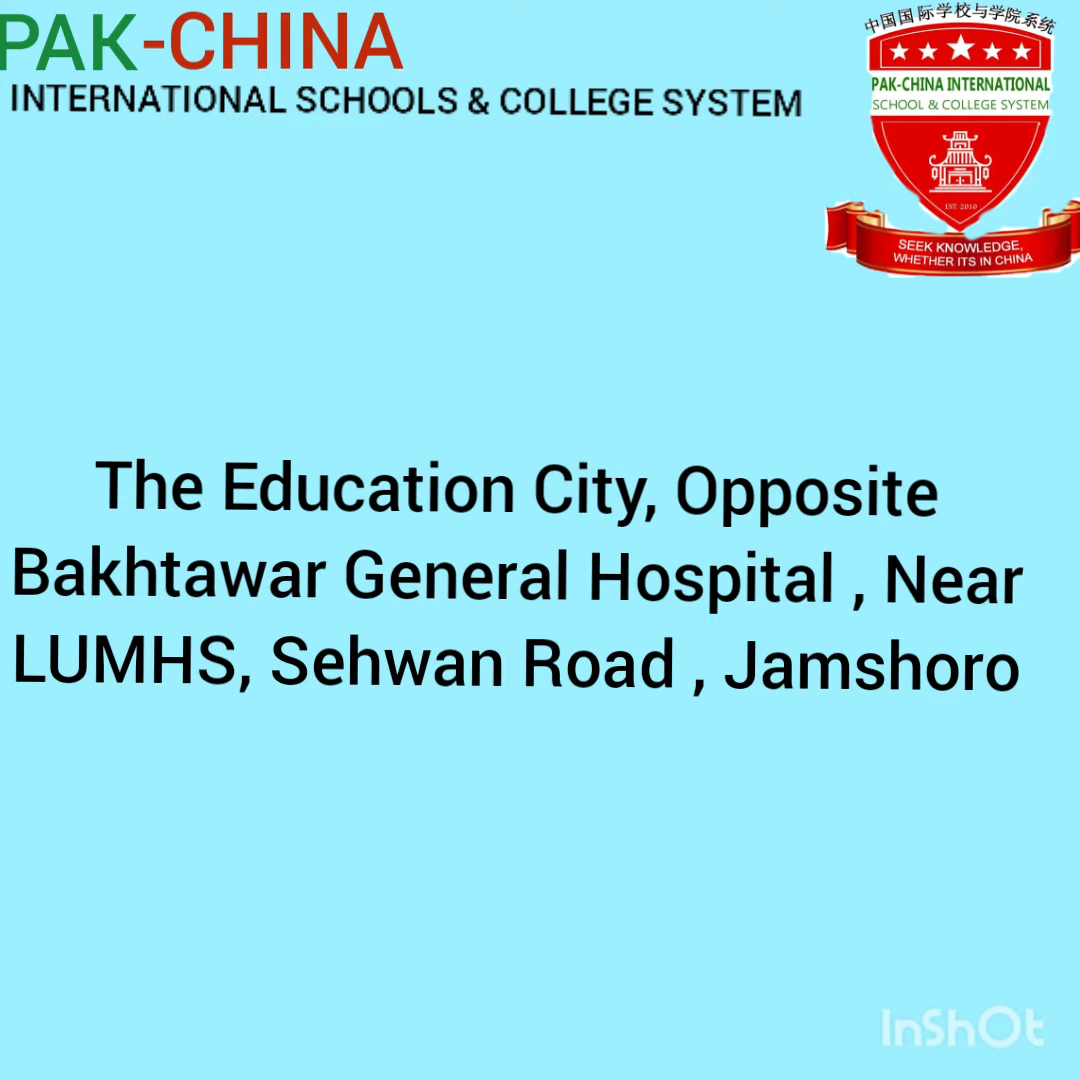 PAK-CHINA
INTERNATIONAL SCHOOLS & COLLEGE SYSTEM
中国国际学校与学院系统
PAK-CHINA INTERNATIONAL
SCHOOL & COLLEGE SYSTEM
EST. 2010
SEEK KNOWLEDGE,
WHETHER ITS IN CHINA
The Education City, Opposite
Bakhtawar General Hospital , Near
LUMHS, Sehwan Road , Jamshoro
InShOt